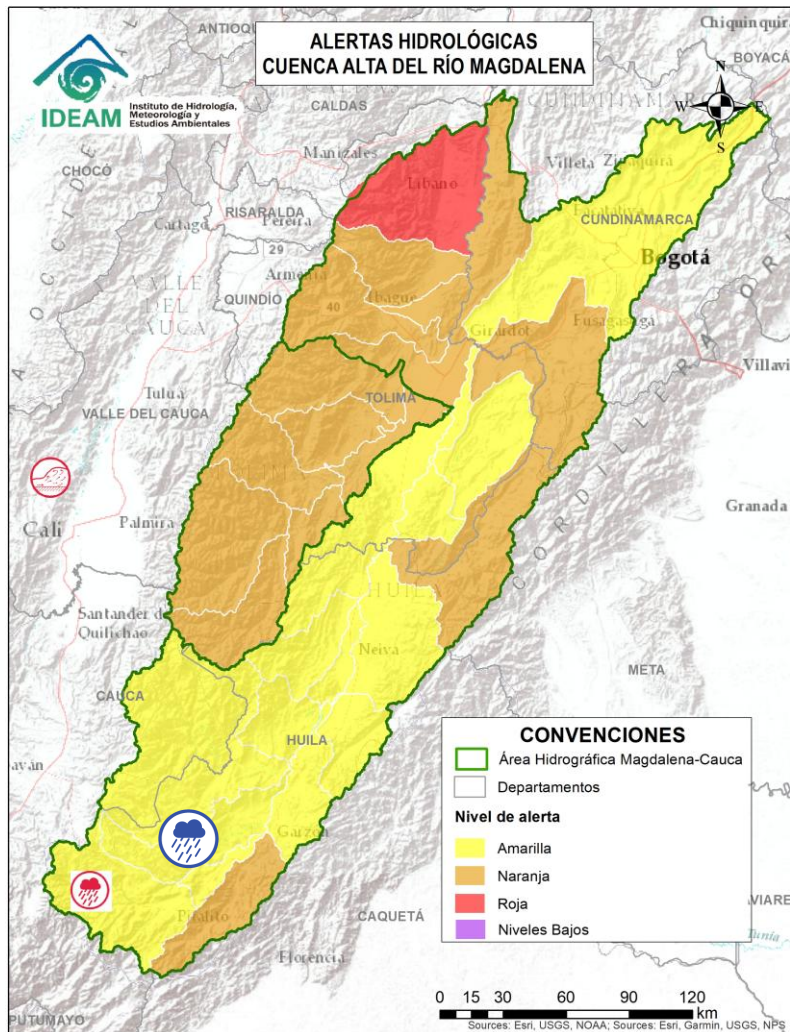 ALERTAS HIDROLÓGICAS
CUENCA ALTA DEL RÍO MAGDALENA
IDEAM
Instituto de Hidrología,
Meteorología y
Estudios Ambientales
Chiquinquirá
BOYACÁ
CALDAS
Manizales
CHOCÓ
Líbano
Villeta
RISARALDA
Pereira
Cartago
CUNDINAMARCA
29
Armenia
Bogotá
QUINDÍO
40
Ibagué
Girardot
Fusagasugá
Villavi
VALLE
DEL
CAUCA
Tuluá
VALLE DEL CAUCA
TOLIMA
CORDILLERA
Granada
Cali
Palmira
HUILA
Santander de
Quilichao
Neiva
META
CAUCA
HUILA
Garzón
Pitalito
CAQUETÁ
Florencia
PUTUMAYO
N
W
E
S
CONVENCIONES
Área Hidrográfica Magdalena-Cauca
Departamentos
Nivel de alerta
Amarilla
Naranja
Roja
Niveles Bajos
VIARE
Tunía
0 15 30 60 90 120
km
Sources: Esri, USGS, NOAA; Sources: Esri, Garmin, USGS, NPS